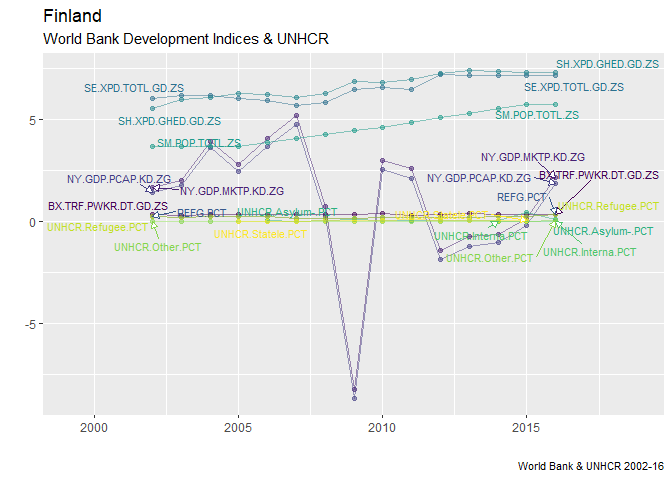 Finland
World Bank Development Indices & UNHCR
SH.XPD.GHED.GD.ZS
SE.XPD.TOTL.GD.ZS
SE.XPD.TOTL.GD.ZS
SH.XPD.GHED.GD.ZS
SM.POP.TOTL.ZS
5
SM.POP.TOTL.ZS
NY.GDP.MKTP.KD.ZG
NY.GDP.PCAP.KD.ZG
NY.GDP.PCAP.KD.ZG
BX.TRF.PWKR.DT.GD.ZS
NY.GDP.MKTP.KD.ZG
REFG.PCT
BX.TRF.PWKR.DT.GD.ZS
UNHCR.Refugee.PCT
REFG.PCT
UNHCR.Asylum-.PCT
0
UNHCR.Refugee.PCT
UNHCR.Statele.PCT
UNHCR.Interna.PCT
UNHCR.Asylum-.PCT
UNHCR.Other.PCT
UNHCR.Interna.PCT
UNHCR.Other.PCT
-5
2000
2005
2010
2015
World Bank & UNHCR 2002-16